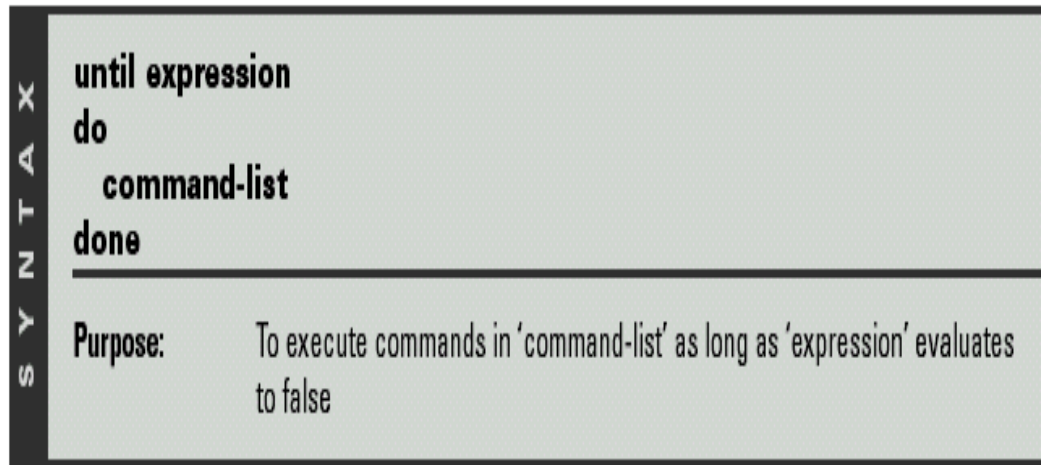 SYNTAX
until expression
do
command-list
done
Purpose: To execute commands in ‘command-list’ as long as ‘expression’ evaluates
to false